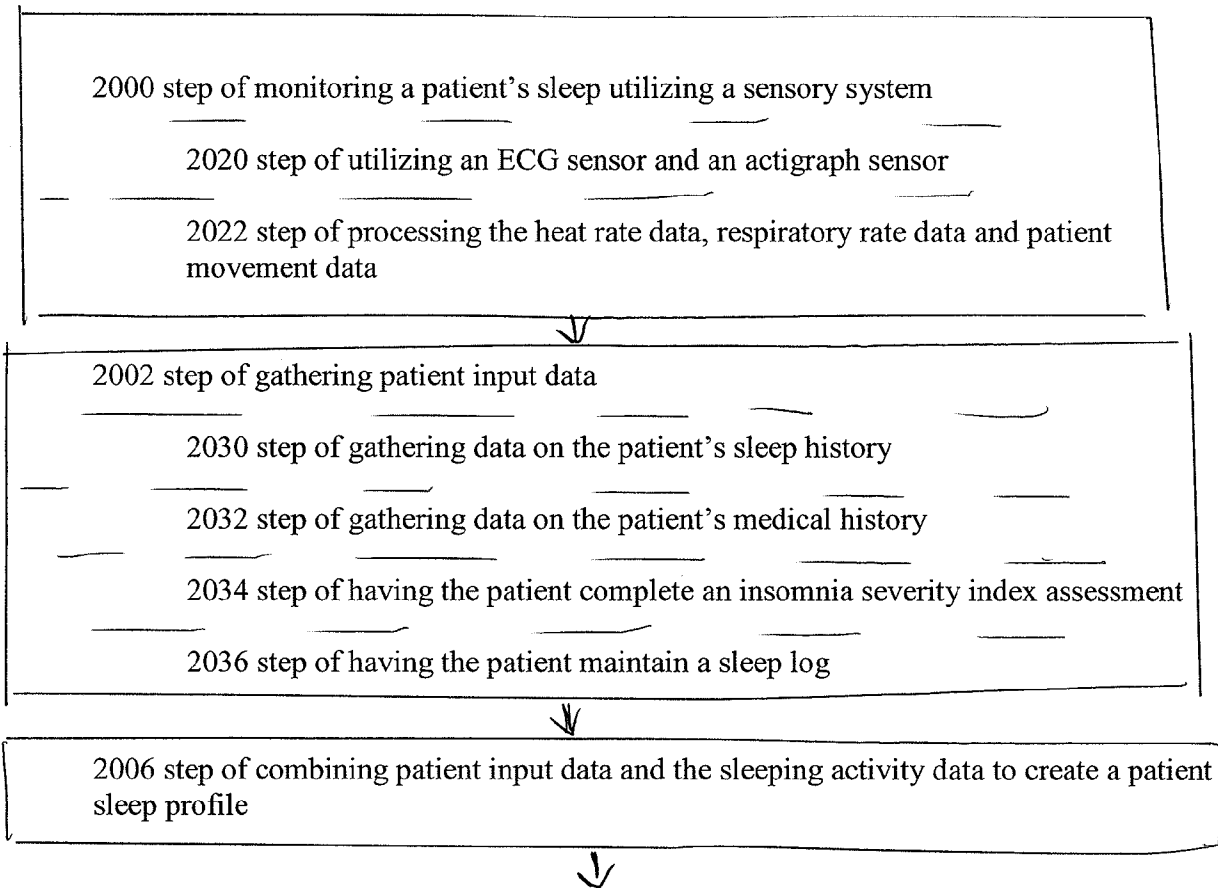 2000 step of monitoring a patient's sleep utilizing a sensory system
2020 step of utilizing an ECG sensor and an actigraph sensor
2022 step of processing the heat rate data, respiratory rate data and patient
movement data
2002 step of gathering patient input data
2030 step of gathering data on the patient's sleep history
2032 step of gathering data on the patient's medical history
2034 step of having the patient complete an insomnia severity index assessment
2036 step of having the patient maintain a sleep log
2006 step of combining patient input data and the sleeping activity data to create a patient
sleep profile